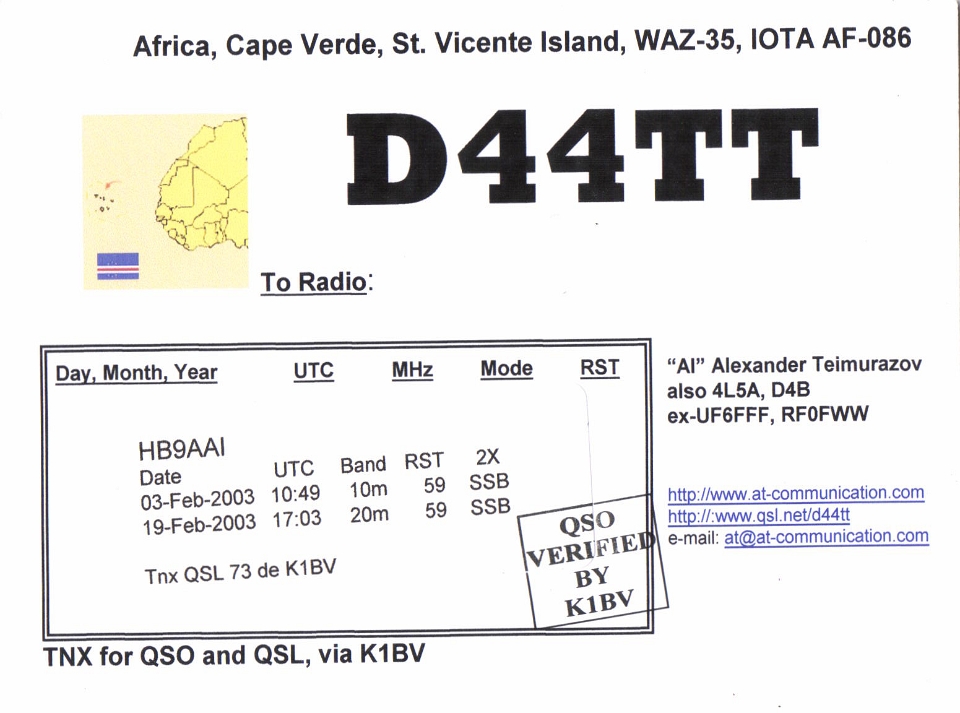 Africa, Cape Verde, St. Vicente Island, WAZ-35, IOTA AF-086
D44TT
To Radio:
Day, Month, Year UTC MHz Mode RST
HB9AAI
Date UTC Band RST 2X
03-Feb-2003 10:49 10m 59 SSB
19-Feb-2003 17:03 20m 59 SSB
Tnx QSL 73 de K1BV
QSO
VERIFIED
BY
K1BV
"Al" Alexander Teimurazov
also 4L5A, D4B
ex-UF6FFF, RF0FWW
http://www.at-communication.com
http://:www.qsl.net/d44tt
e-mail: at@at-communication.com
TNX for QSO and QSL, via K1BV